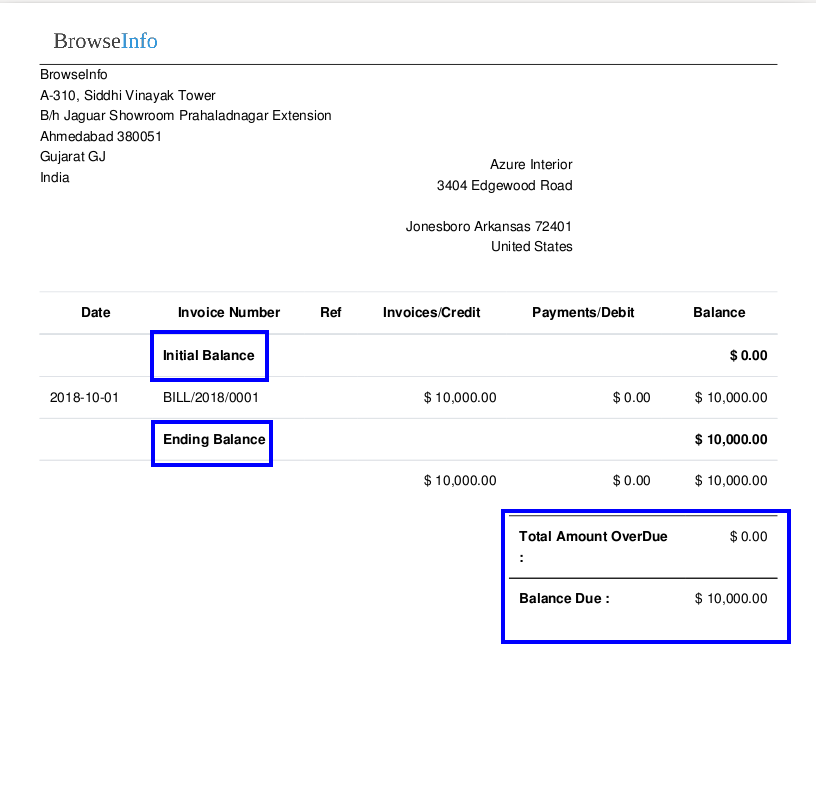 BrowseInfo
BrowseInfo
A-310, Siddhi Vinayak Tower
B/h Jaguar Showroom Prahaladnagar Extension
Ahmedabad 380051
Gujarat GJ
India
Azure Interior
3404 Edgewood Road
Jonesboro Arkansas 72401
United States
Date Invoice Number Ref Invoices/Credit Payments/Debit Balance
Initial Balance $ 0.00
2018-10-01 BILL/2018/0001 $ 10,000.00 $ 0.00 $ 10,000.00
Ending Balance $ 10,000.00
$ 10,000.00 $ 0.00 $ 10,000.00
Total Amount OverDue $ 0.00
:
Balance Due : $ 10,000.00